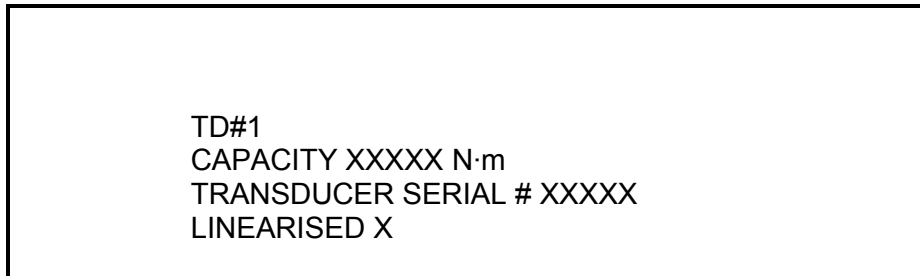 TD#1
CAPACITY XXXXX N·m
TRANSDUCER SERIAL # XXXXX
LINEARISED X